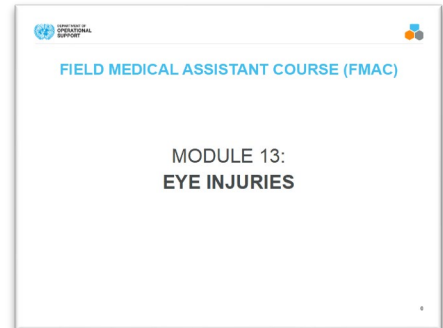 DEPARTMENT OF
OPERATIONAL
SUPPORT
FIELD MEDICAL ASSISTANT COURSE (FMAC)
MODULE 13:
EYE INJURIES